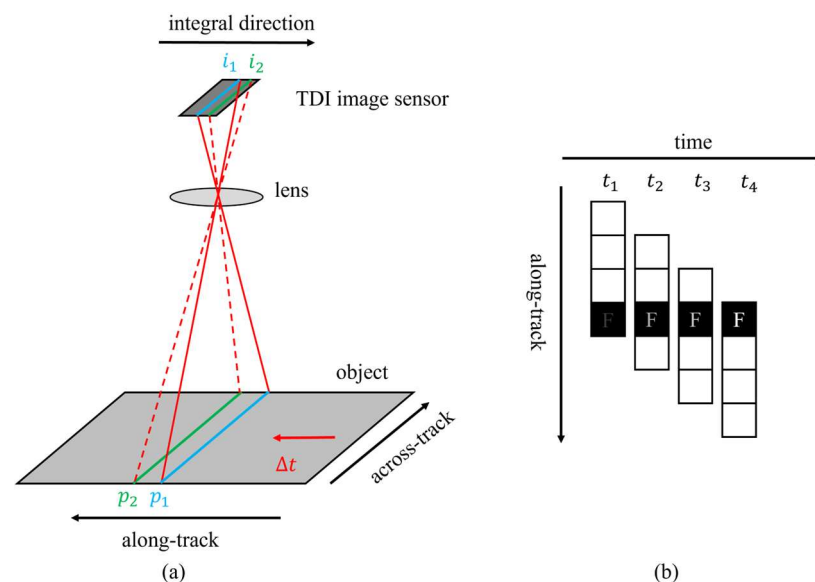 integral direction
i₁ i₂
TDI image sensor
lens
object
across-track
Δt
p₂ p₁
along-track
(a)
time
t₁ t₂ t₃ t₄
along-track
F F F F
(b)